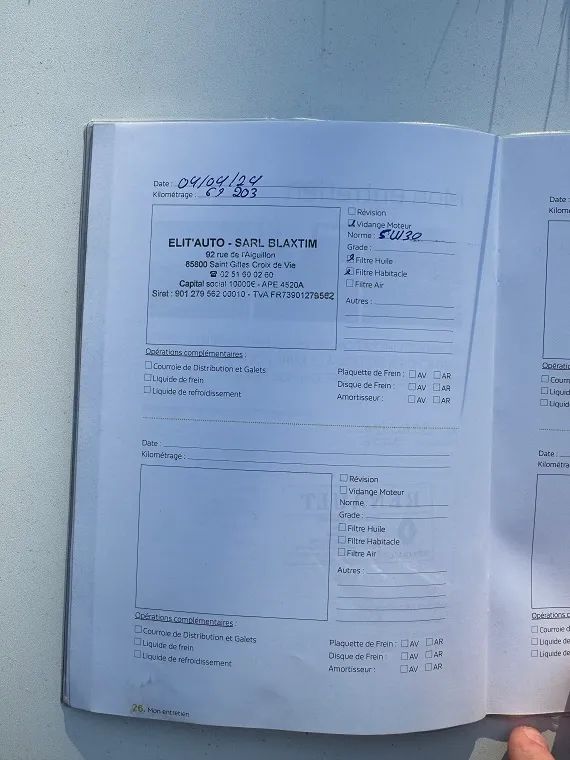 Date : 04/04/24
Kilométrage : 69 203
ELIT'AUTO - SARL BLAXTIM
92 rue de l'Aiguillon
85800 Saint Gilles Croix de Vie
☎ 02 51 60 02 60
Capital social 10000€ - APE 4520A
Siret : 901 279 562 00010 - TVA FR73901279562
Révision
Vidange Moteur
Norme : 5W30
Grade :
Filtre Huile
Filtre Habitacle
Filtre Air
Autres :
Opérations complémentaires :
Courroie de Distribution et Galets
Liquide de frein
Liquide de refroidissement
Plaquette de Frein : AV AR
Disque de Frein : AV AR
Amortisseur : AV AR
Date :
Kilométrage :
Révision
Vidange Moteur
Norme :
Grade :
Filtre Huile
Filtre Habitacle
Filtre Air
Autres :
Opérations complémentaires :
Courroie de Distribution et Galets
Liquide de frein
Liquide de refroidissement
Plaquette de Frein : AV AR
Disque de Frein : AV AR
Amortisseur : AV AR
26. Mon entretien
Date :